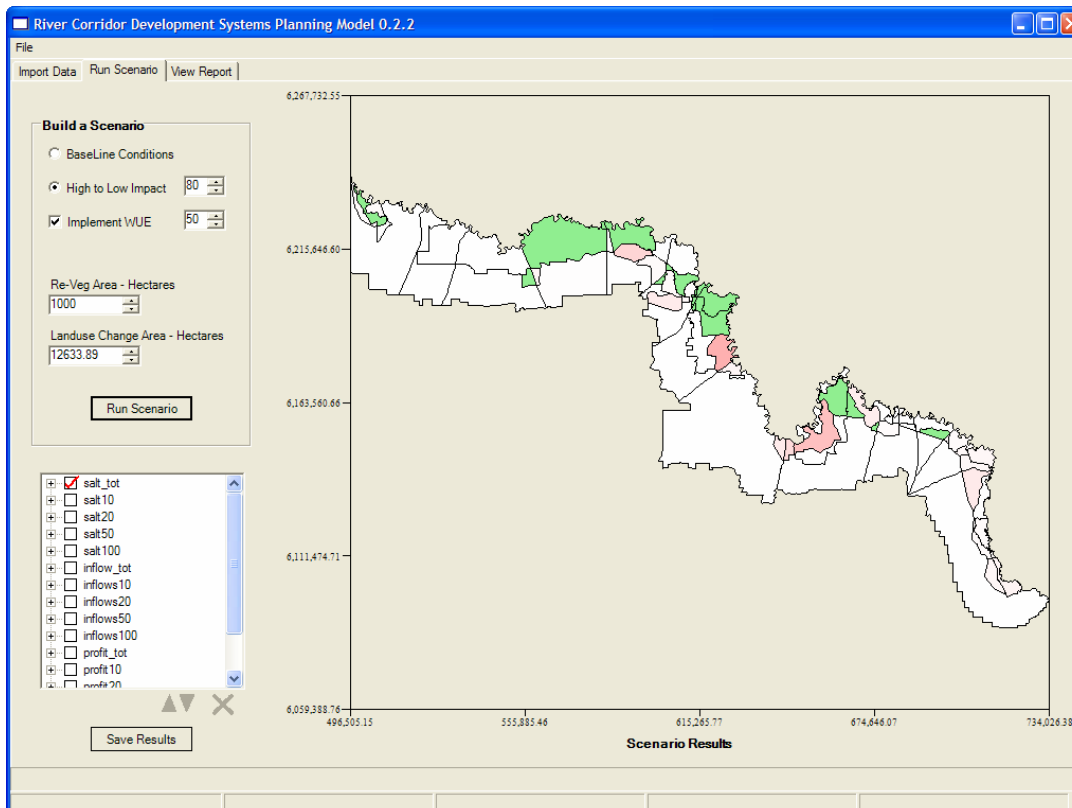 River Corridor Development Systems Planning Model 0.2.2
File
Import Data Run Scenario View Report
Build a Scenario
BaseLine Conditions
High to Low Impact 80
Implement WUE 50
Re-Veg Area - Hectares
1000
Landuse Change Area - Hectares
12633.89
Run Scenario
salt_tot
salt10
salt20
salt50
salt100
inflow_tot
inflows10
inflows20
inflows50
inflows100
profit_tot
profit10
profit20
Save Results
6,267,732.55
6,215,646.60
6,163,560.66
6,111,474.71
6,059,388.76
496,505.15 555,885.46 615,265.77 674,646.07 734,026.38
Scenario Results